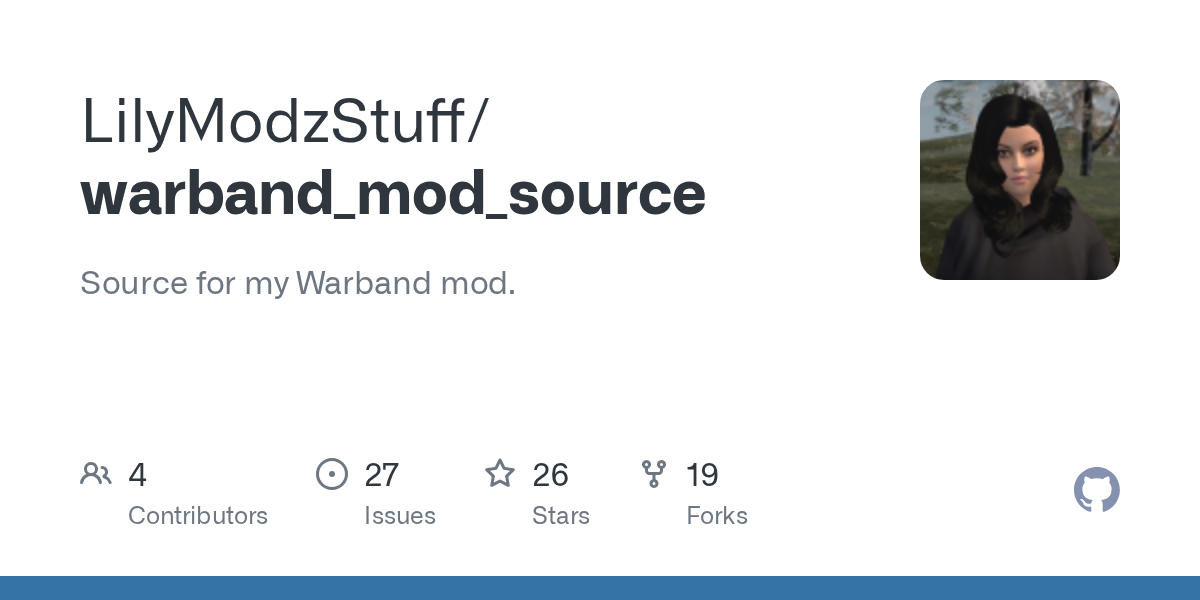 LilyModzStuff/
warband_mod_source
Source for my Warband mod.
4
Contributors
27
Issues
26
Stars
19
Forks